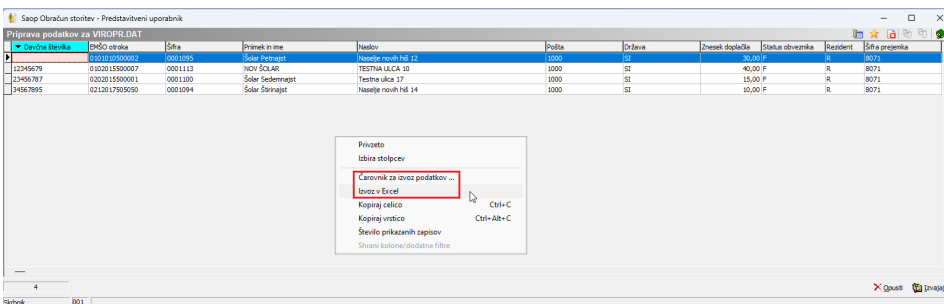 Saop Obračun storitev - Predstavitveni uporabnik
Priprava podatkov za VIROPR.DAT
Davčna številka EMŠO otroka Šifra Priimek in ime Naslov Pošta Država Znesek doplačila Status obveznika Rezident Šifra prejemka
0101010500002 0001095 Šolar Petnajst Naselje novih hiš 12 1000 SI 30,00 F R 8071
12345679 0102015500007 0001113 NOV ŠOLAR TESTNA ULCA 10 1000 SI 40,00 F R 8071
23456787 0202015500001 0001100 Šolar Sedemnajst Testna ulica 17 1000 SI 15,00 F R 8071
34567895 0212017505050 0001094 Šolar Štirinajst Naselje novih hiš 14 1000 SI 10,00 F R 8071
Privzeto
Izbira stolpcev
Čarovnik za izvoz podatkov ...
Izvoz v Excel
Kopiraj celico Ctrl+C
Kopiraj vrstico Ctrl+Alt+C
Število prikazanih zapisov
Shrani kolone/dodatne filtre
4
Opusti Izvajaj
Skrbnik 001